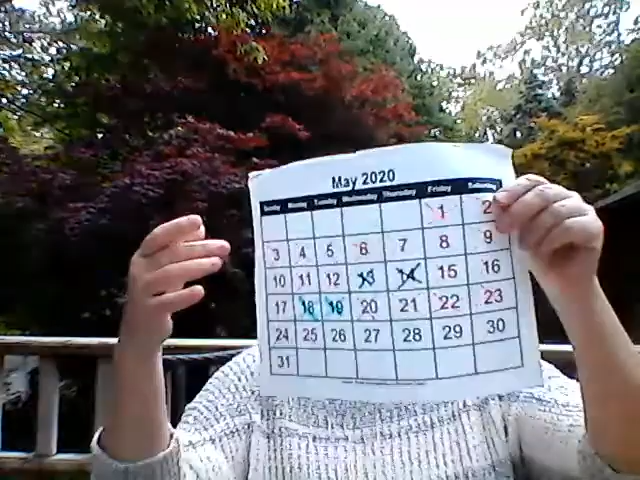 May 2020
Sunday Monday Tuesday Wednesday Thursday Friday Saturday
1 2
3 4 5 6 7 8 9
10 11 12 13 14 15 16
17 18 19 20 21 22 23
24 25 26 27 28 29 30
31